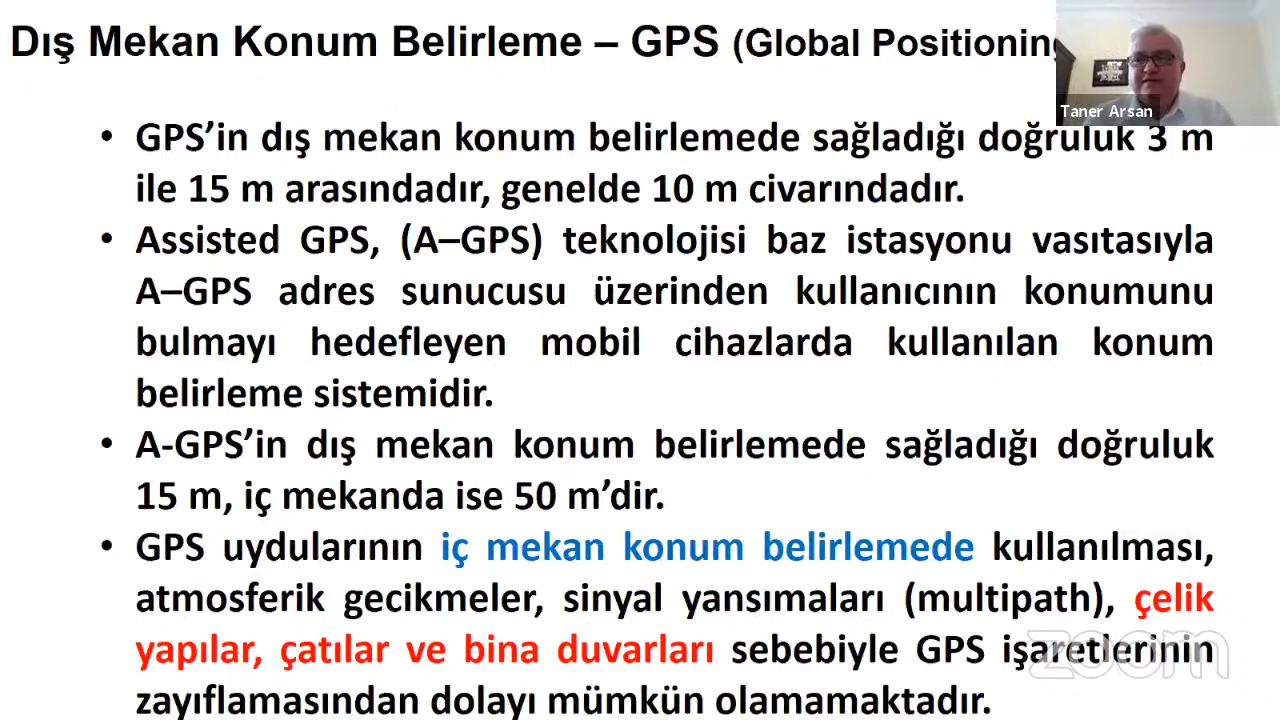 Dış Mekan Konum Belirleme – GPS (Global Positioning
Taner Arsan
• GPS’in dış mekan konum belirlemede sağladığı doğruluk 3 m
ile 15 m arasındadır, genelde 10 m civarındadır.
• Assisted GPS, (A–GPS) teknolojisi baz istasyonu vasıtasıyla
A–GPS adres sunucusu üzerinden kullanıcının konumunu
bulmayı hedefleyen mobil cihazlarda kullanılan konum
belirleme sistemidir.
• A-GPS’in dış mekan konum belirlemede sağladığı doğruluk
15 m, iç mekanda ise 50 m’dir.
• GPS uydularının iç mekan konum belirlemede kullanılması,
atmosferik gecikmeler, sinyal yansımaları (multipath), çelik
yapılar, çatılar ve bina duvarları sebebiyle GPS işaretlerinin
zayıflamasından dolayı mümkün olamamaktadır.
zoom